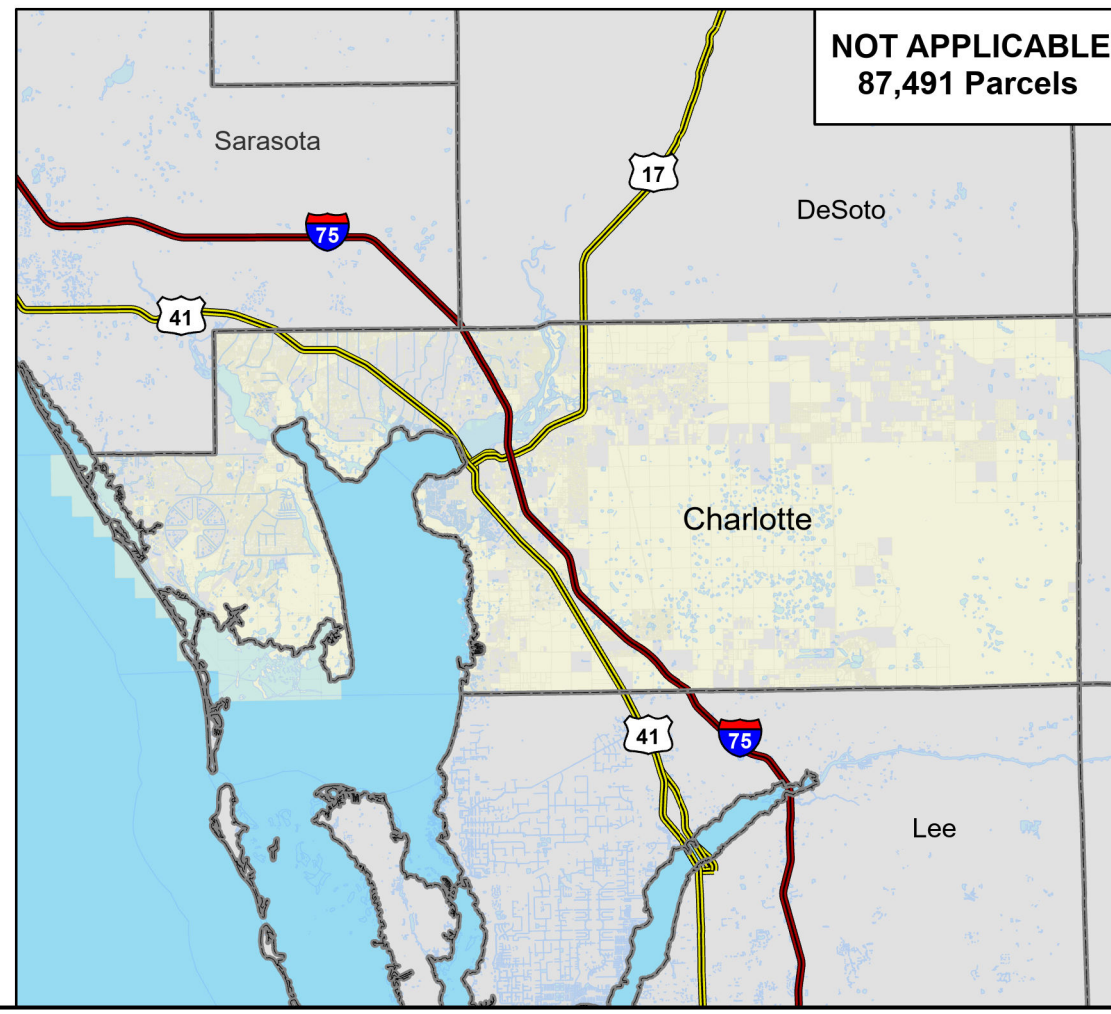 NOT APPLICABLE
87,491 Parcels
Sarasota
17
DeSoto
75
41
Charlotte
41
75
Lee